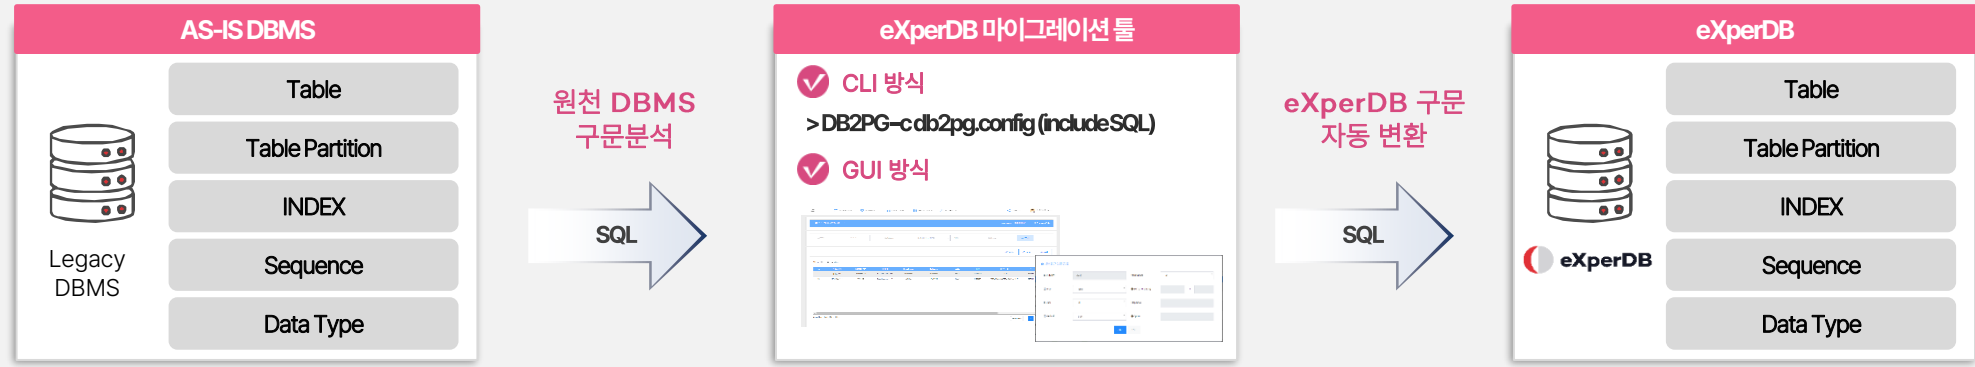 AS-IS DBMS
Table
Table Partition
INDEX
Sequence
Data Type
Legacy
DBMS
원천 DBMS
구문분석
SQL
eXperDB 마이그레이션 툴
CLI 방식
> DB2PG –c db2pg.config (include SQL)
GUI 방식
eXperDB 구문
자동 변환
SQL
eXperDB
Table
Table Partition
INDEX
Sequence
Data Type
eXperDB